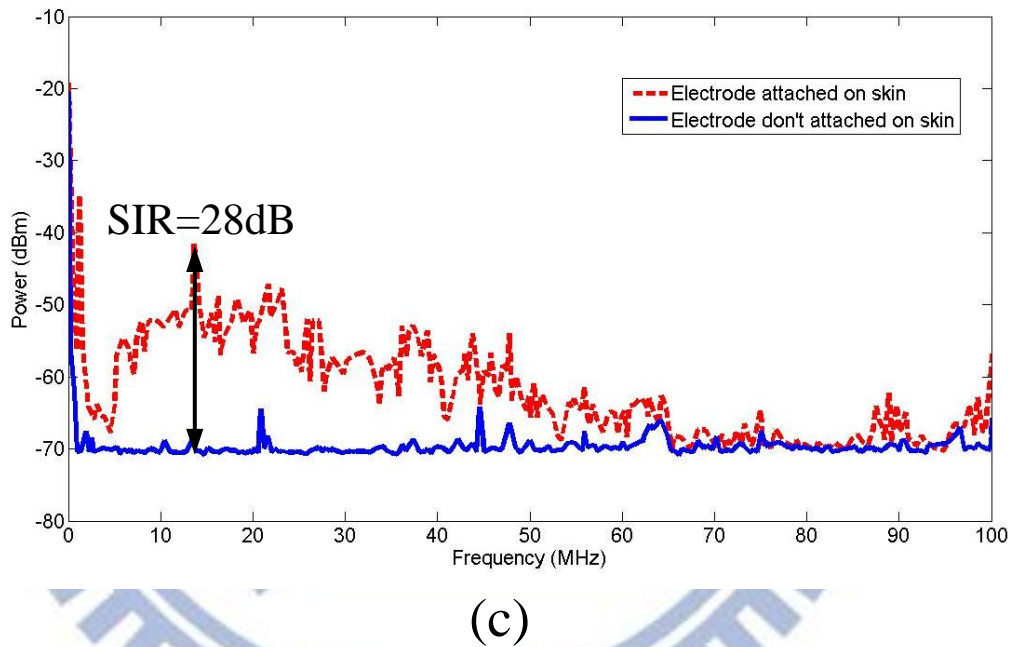 -10
-20
-30
-40
-50
-60
-70
-80
Power (dBm)
Electrode attached on skin
Electrode don't attached on skin
SIR=28dB
0 10 20 30 40 50 60 70 80 90 100
Frequency (MHz)
(c)